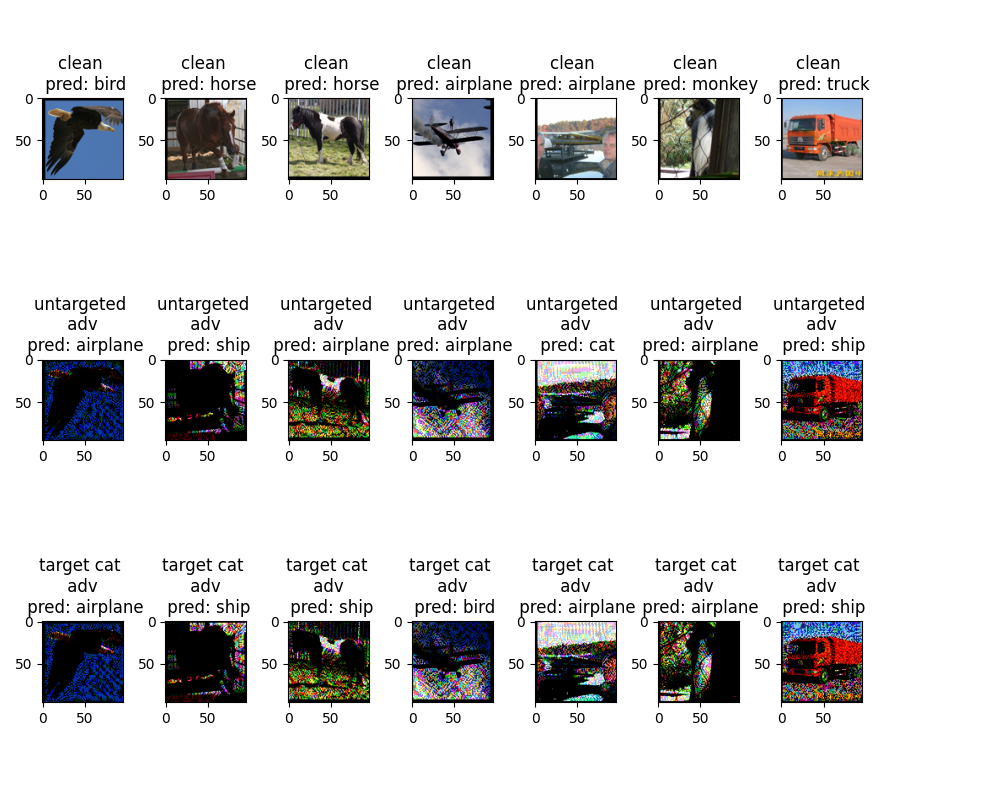 clean clean clean clean clean clean clean
pred: bird pred: horse pred: horse pred: airplane pred: airplane pred: monkey pred: truck
0 0 0 0 0 0 0
50 50 50 50 50 50 50
0 50 0 50 0 50 0 50 0 50 0 50 0 50
untargeted untargeted untargeted untargeted untargeted untargeted untargeted
adv adv adv adv adv adv adv
pred: airplane pred: ship pred: airplane pred: airplane pred: cat pred: airplane pred: ship
0 0 0 0 0 0 0
50 50 50 50 50 50 50
0 50 0 50 0 50 0 50 0 50 0 50 0 50
target cat target cat target cat target cat target cat target cat target cat
adv adv adv adv adv adv adv
pred: airplane pred: ship pred: ship pred: bird pred: airplane pred: airplane pred: ship
0 0 0 0 0 0 0
50 50 50 50 50 50 50
0 50 0 50 0 50 0 50 0 50 0 50 0 50